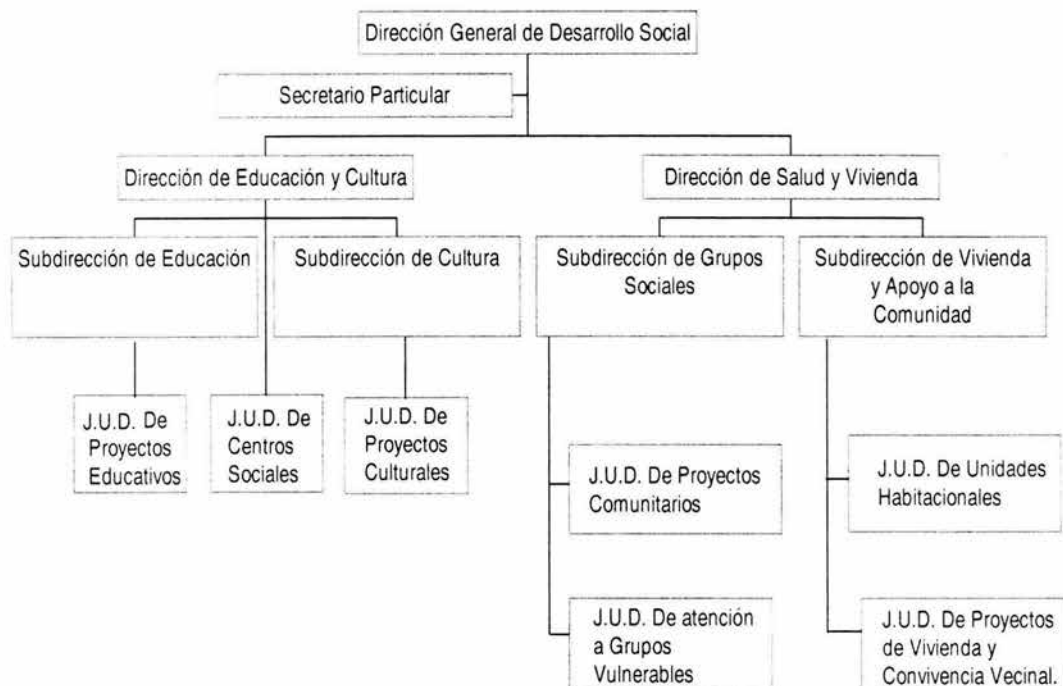 Dirección General de Desarrollo Social
Secretario Particular
Dirección de Educación y Cultura
Dirección de Salud y Vivienda
Subdirección de Educación
Subdirección de Cultura
Subdirección de Grupos
Sociales
Subdirección de Vivienda
y Apoyo a la
Comunidad
J.U.D. De
Proyectos
Educativos
J.U.D. De
Centros
Sociales
J.U.D. De
Proyectos
Culturales
J.U.D. De Proyectos
Comunitarios
J.U.D. De Unidades
Habitacionales
J.U.D. De atención
a Grupos
Vulnerables
J.U.D. De Proyectos
de Vivienda y
Convivencia Vecinal.